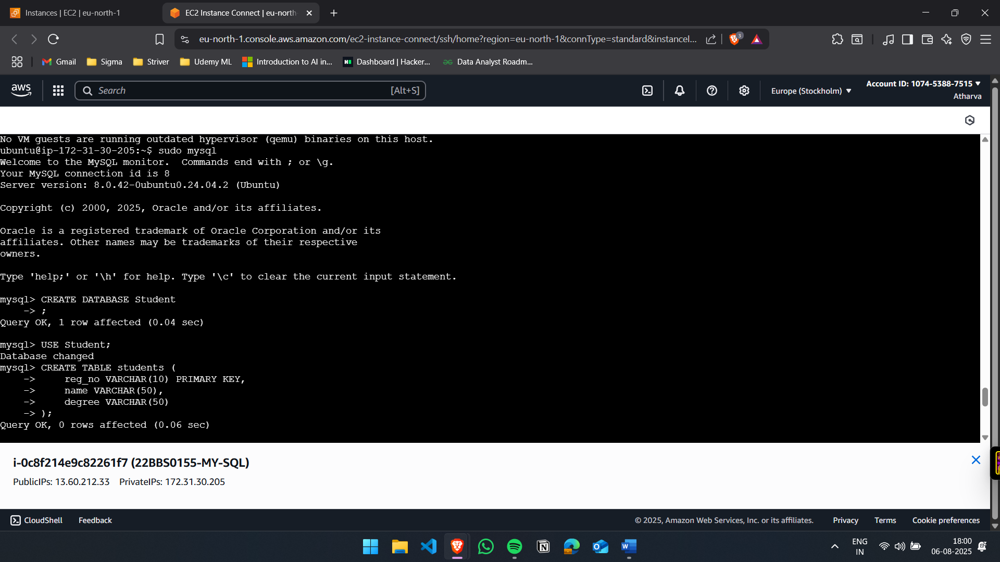 Instances | EC2 | eu-north-1
EC2 Instance Connect | eu-north-
eu-north-1.console.aws.amazon.com/ec2-instance-connect/ssh/home?region=eu-north-1&connType=standard&instanceI...
3
Gmail
Sigma
Striver
Udemy ML
Introduction to AI in...
Dashboard | Hacker...
Data Analyst Roadm...
aws
Search
[Alt+S]
Europe (Stockholm)
Account ID: 1074-5388-7515
Atharva
No VM guests are running outdated hypervisor (qemu) binaries on this host.
ubuntu@ip-172-31-30-205:~$ sudo mysql
Welcome to the MySQL monitor.  Commands end with ; or \g.
Your MySQL connection id is 8
Server version: 8.0.42-0ubuntu0.24.04.2 (Ubuntu)
Copyright (c) 2000, 2025, Oracle and/or its affiliates.
Oracle is a registered trademark of Oracle Corporation and/or its
affiliates. Other names may be trademarks of their respective
owners.
Type 'help;' or '\h' for help. Type '\c' to clear the current input statement.
mysql> CREATE DATABASE Student
    -> ;
Query OK, 1 row affected (0.04 sec)
mysql> USE Student;
Database changed
mysql> CREATE TABLE students (
    ->     reg_no VARCHAR(10) PRIMARY KEY,
    ->     name VARCHAR(50),
    ->     degree VARCHAR(50)
    -> );
Query OK, 0 rows affected (0.06 sec)
i-0c8f214e9c82261f7 (22BBS0155-MY-SQL)
PublicIPs: 13.60.212.33    PrivateIPs: 172.31.30.205
CloudShell
Feedback
© 2025, Amazon Web Services, Inc. or its affiliates.
Privacy
Terms
Cookie preferences
ENG
IN
18:00
06-08-2025